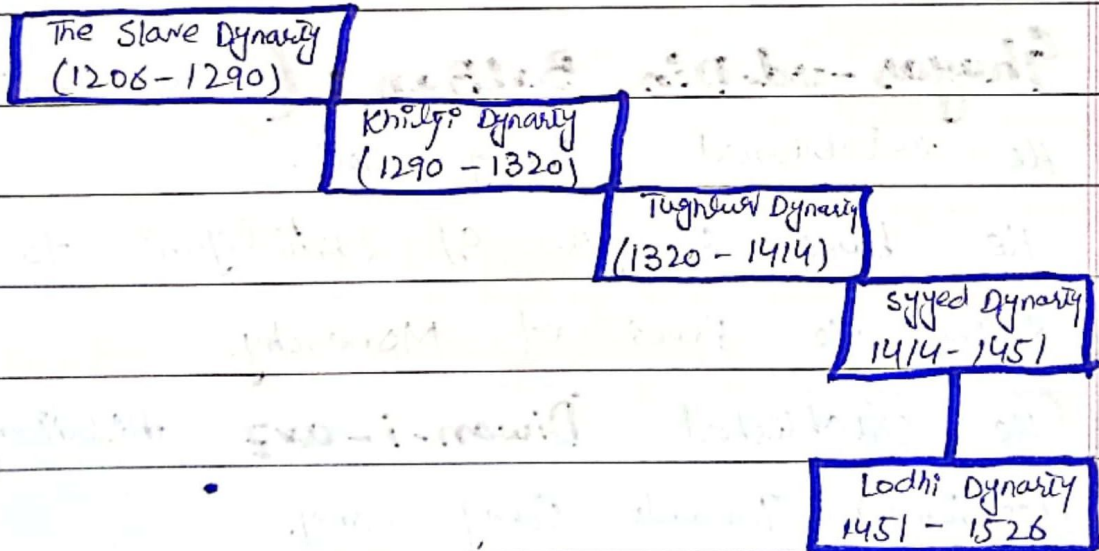 The Slave Dynasty
(1206 - 1290)
Khilji Dynasty
(1290 - 1320)
Tughluq Dynasty
(1320 - 1414)
Syyed Dynasty
1414 - 1451
Lodhi Dynasty
1451 - 1526